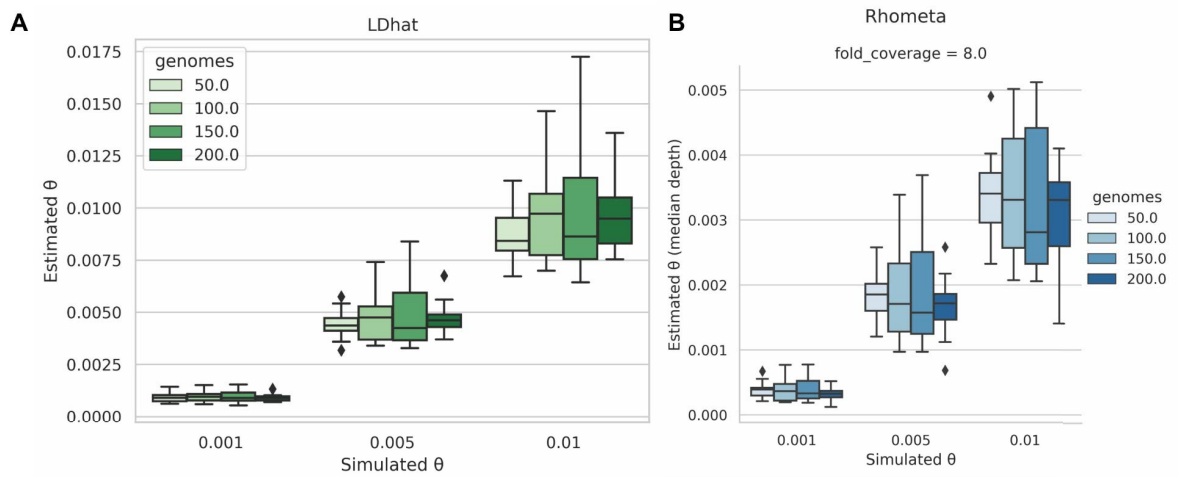 A
LDhat
genomes
50.0
100.0
150.0
200.0
0.0175
0.0150
0.0125
0.0100
0.0075
0.0050
0.0025
0.0000
Estimated θ
0.001
0.005
0.01
Simulated θ
B
Rhometa
fold_coverage = 8.0
0.005
0.004
0.003
0.002
0.001
0.000
Estimated θ (median depth)
0.001
0.005
0.01
Simulated θ
genomes
50.0
100.0
150.0
200.0